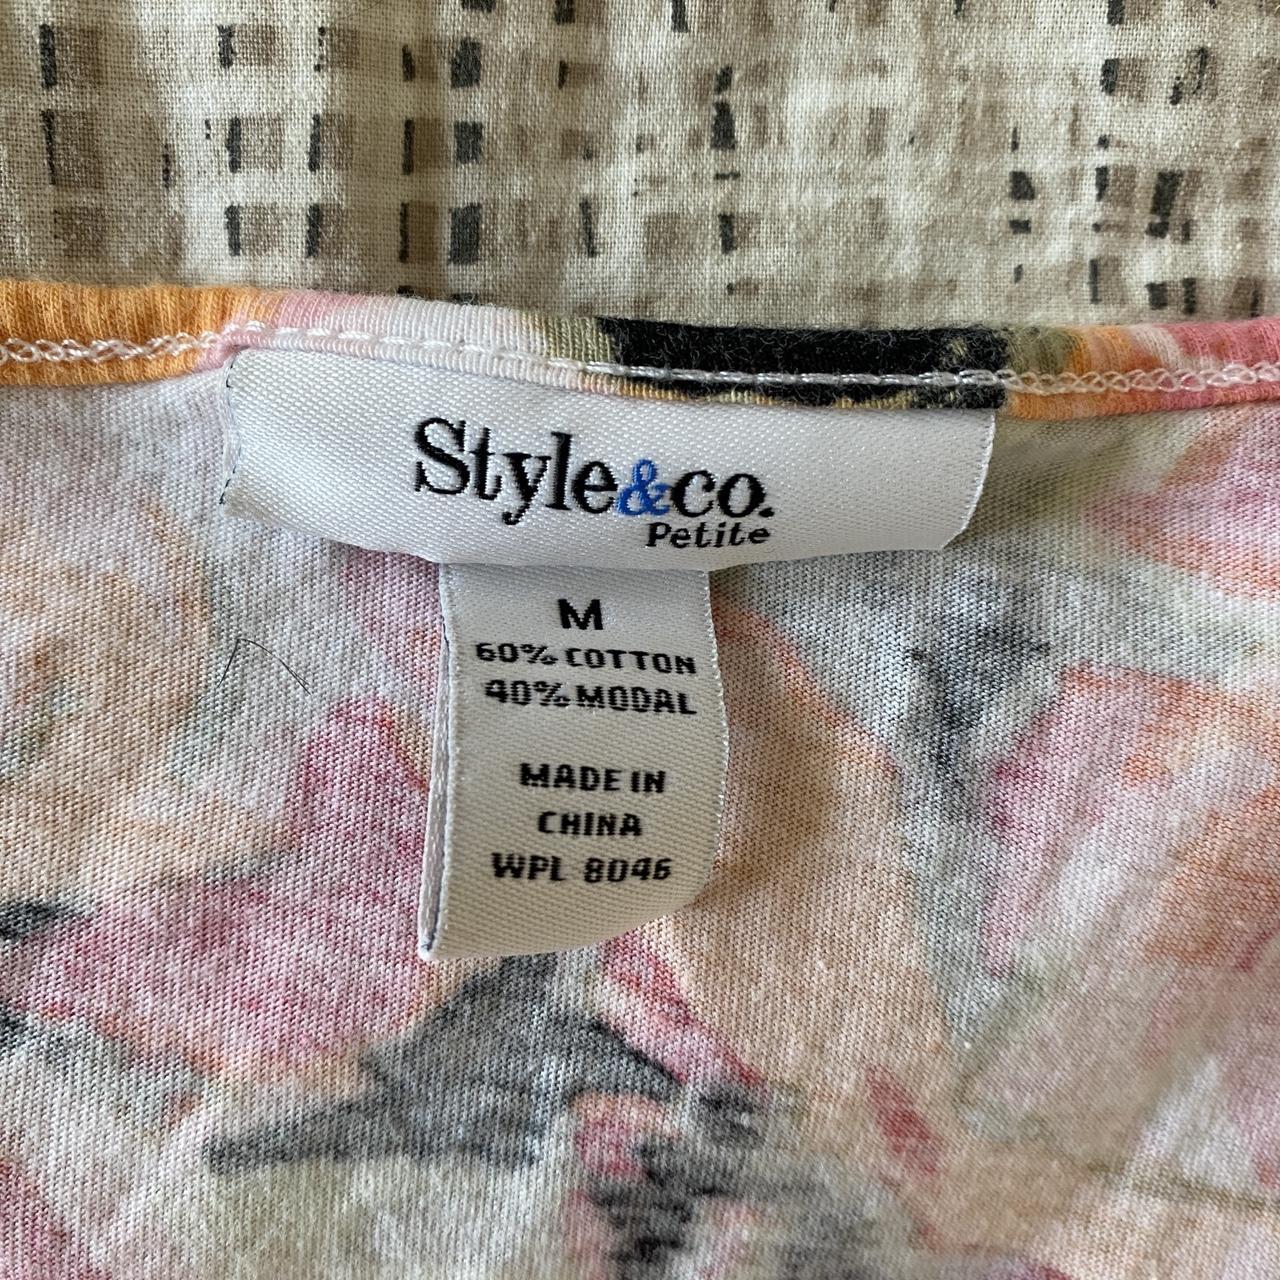 Style&co.
Petite
M
60% COTTON
40% MODAL
MADE IN
CHINA
WPL 8046